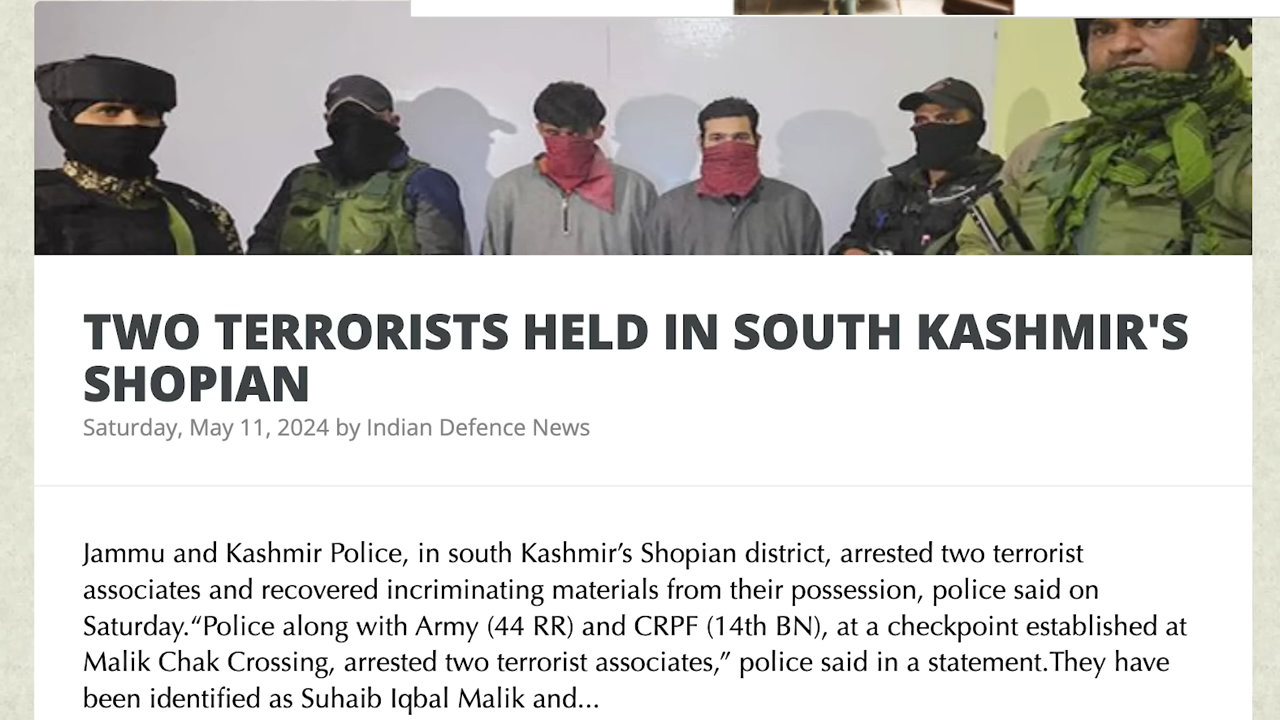 TWO TERRORISTS HELD IN SOUTH KASHMIR'S
SHOPIAN
Saturday, May 11, 2024 by Indian Defence News
Jammu and Kashmir Police, in south Kashmir’s Shopian district, arrested two terrorist
associates and recovered incriminating materials from their possession, police said on
Saturday.“Police along with Army (44 RR) and CRPF (14th BN), at a checkpoint established at
Malik Chak Crossing, arrested two terrorist associates,” police said in a statement.They have
been identified as Suhaib Iqbal Malik and...